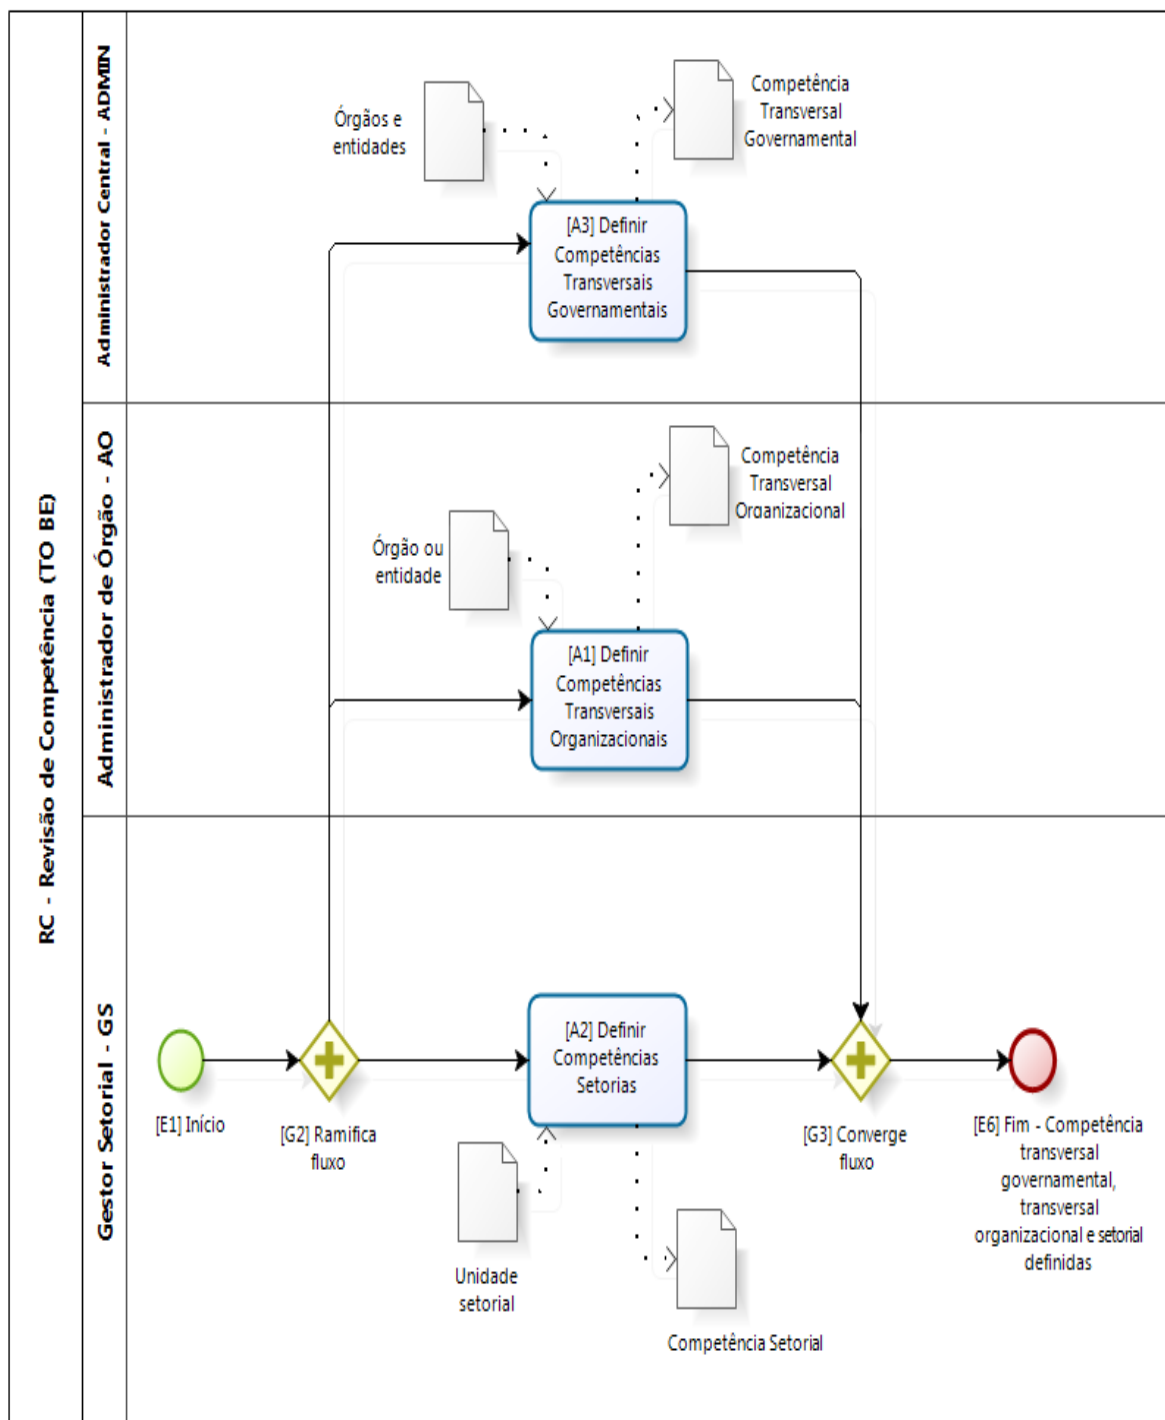 RC - Revisão de Competência (TO BE)
Administrador Central - ADMIN
Órgãos e
entidades
Competência
Transversal
Governamental
[A3] Definir
Competências
Transversais
Governamentais
Administrador de Órgão - AO
Órgão ou
entidade
Competência
Transversal
Organizacional
[A1] Definir
Competências
Transversais
Organizacionais
Gestor Setorial - GS
[E1] Início
[G2] Ramifica
fluxo
[A2] Definir
Competências
Setorias
Unidade
setorial
Competência Setorial
[G3] Converge
fluxo
[E6] Fim - Competência
transversal
governamental,
transversal
organizacional e setorial
definidas